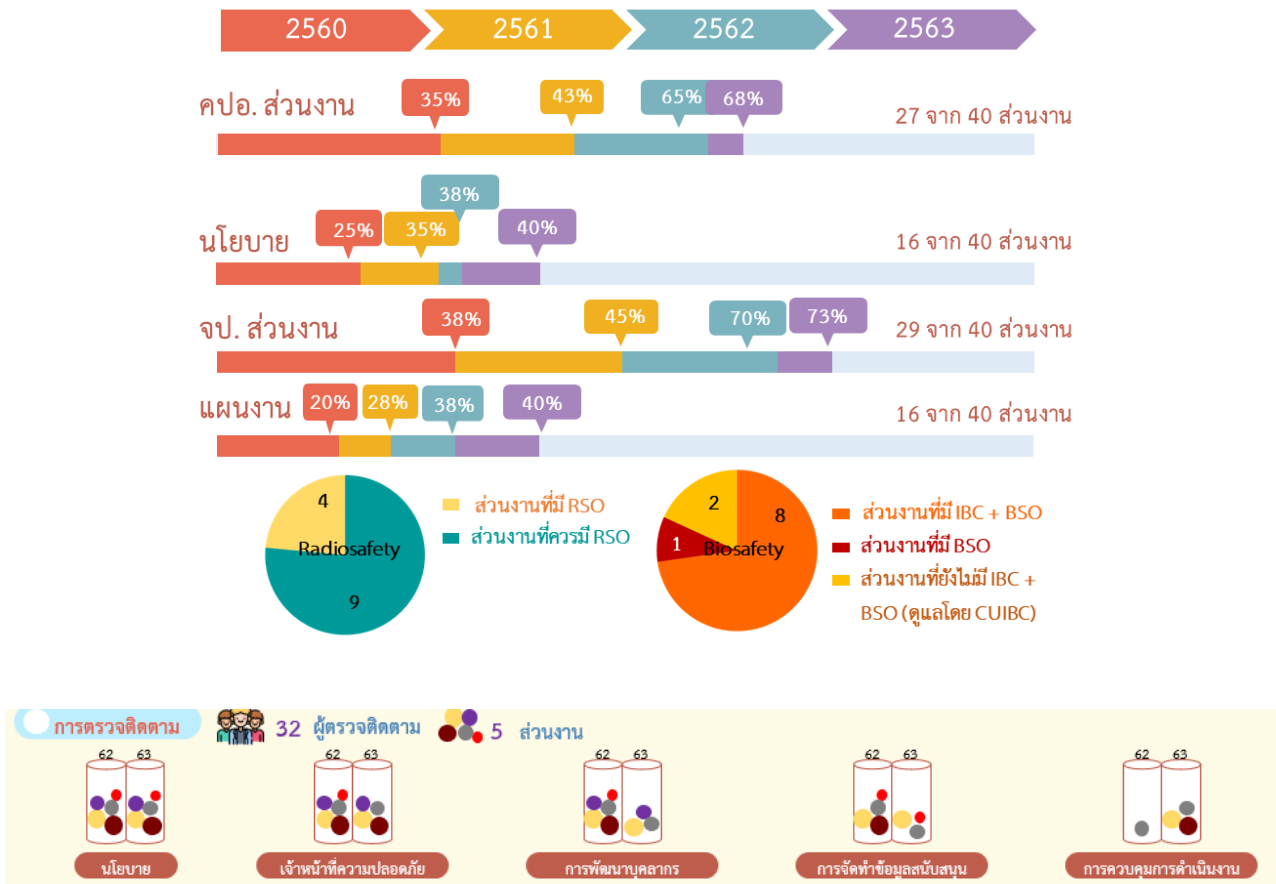 2560 2561 2562 2563
คปอ. ส่วนงาน 35% 43% 65% 68% 27 จาก 40 ส่วนงาน
38%
นโยบาย 25% 35% 40% 16 จาก 40 ส่วนงาน
จป. ส่วนงาน 38% 45% 70% 73% 29 จาก 40 ส่วนงาน
แผนงาน 20% 28% 38% 40% 16 จาก 40 ส่วนงาน
4
Radiosafety
9
ส่วนงานที่มี RSO
ส่วนงานที่ควรมี RSO
2
8
1
Biosafety
ส่วนงานที่มี IBC + BSO
ส่วนงานที่มี BSO
ส่วนงานที่ยังไม่มี IBC +
BSO (ดูแลโดย CUIBC)
การตรวจติดตาม 32 ผู้ตรวจติดตาม 5 ส่วนงาน
62 63 62 63 62 63 62 63 62 63
นโยบาย เจ้าหน้าที่ความปลอดภัย การพัฒนาบุคลากร การจัดทำข้อมูลสนับสนุน การควบคุมการดำเนินงาน